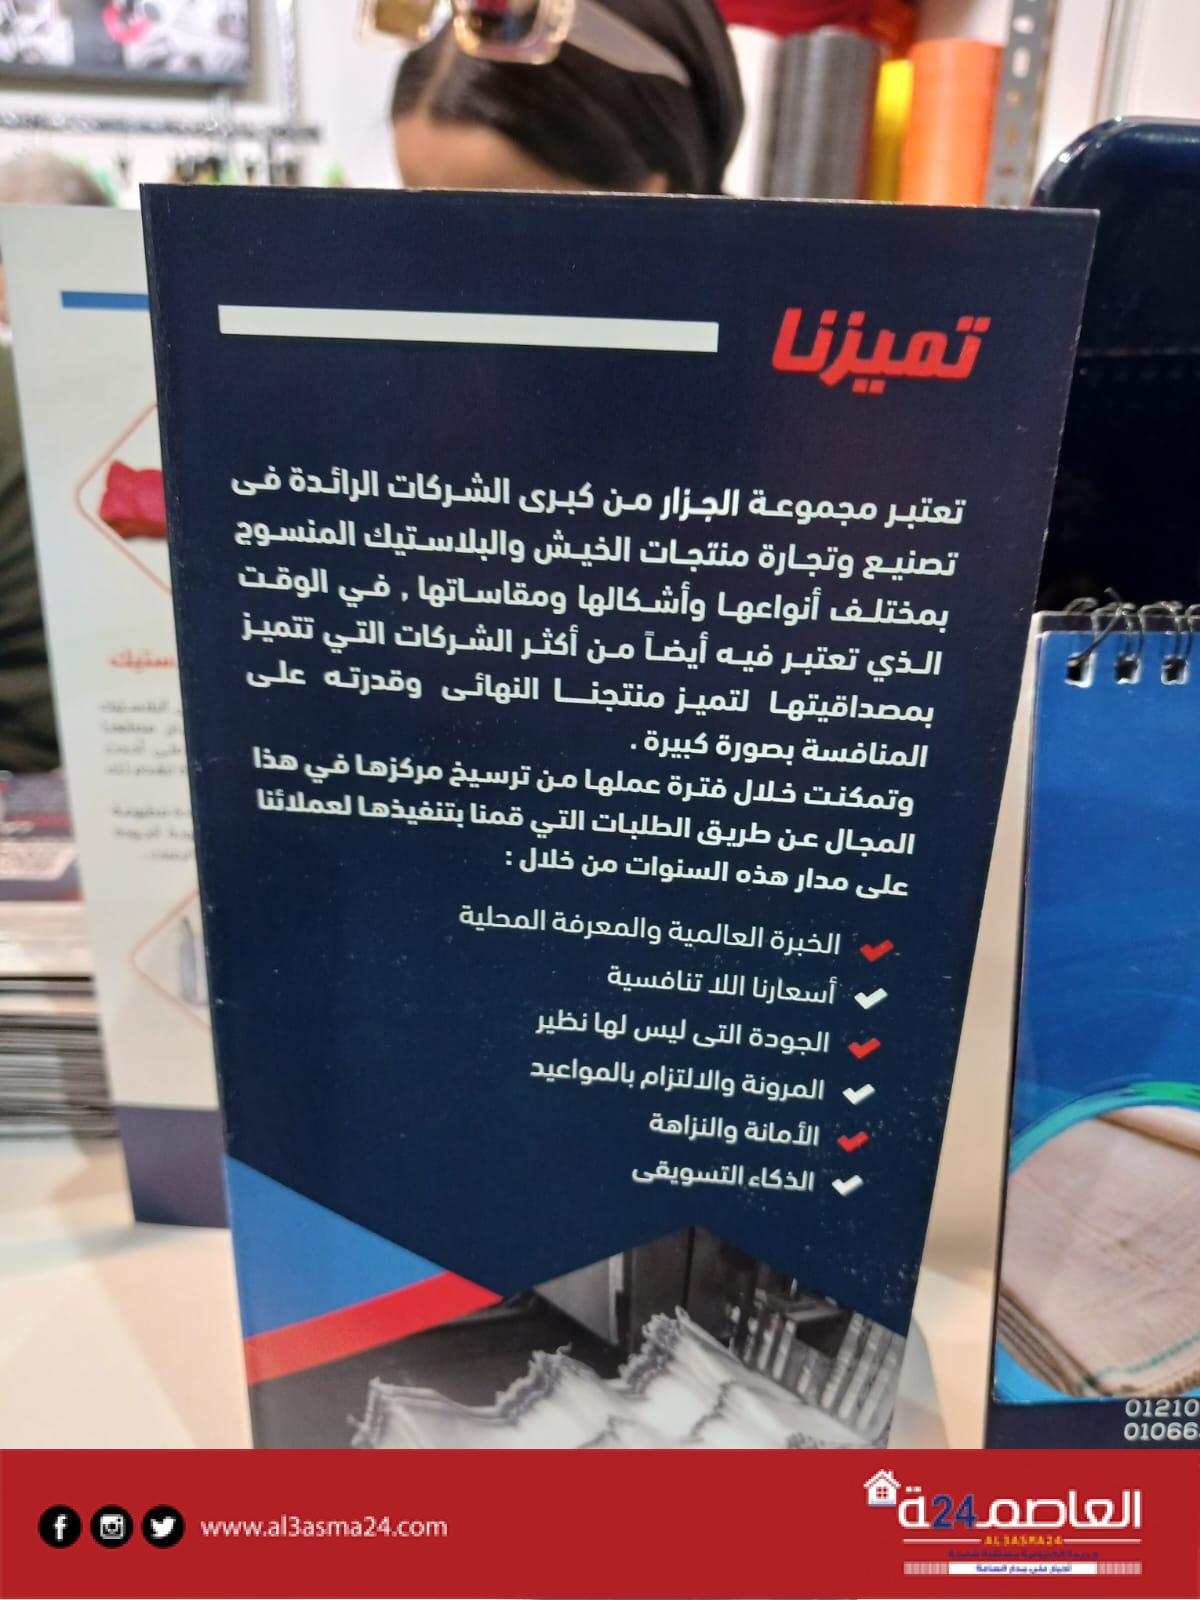 تميزنا
تعتبر مجموعة الجزار من كبرى الشركات الرائدة فى
تصنيع وتجارة منتجات الخيش والبلاستيك المنسوج
بمختلف أنواعها وأشكالها ومقاساتها , في الوقت
الذي تعتبر فيه أيضاً من أكثر الشركات التي تتميز
بمصداقيتها لتميز منتجنا النهائى وقدرته على
المنافسة بصورة كبيرة .
وتمكنت خلال فترة عملها من ترسيخ مركزها في هذا
المجال عن طريق الطلبات التي قمنا بتنفيذها لعملائنا
على مدار هذه السنوات من خلال :
الخبرة العالمية والمعرفة المحلية
أسعارنا اللا تنافسية
الجودة التى ليس لها نظير
المرونة والالتزام بالمواعيد
الأمانة والنزاهة
الذكاء التسويقى
01210
01066
العاصمة24
AL3ASMA24
www.al3asma24.com